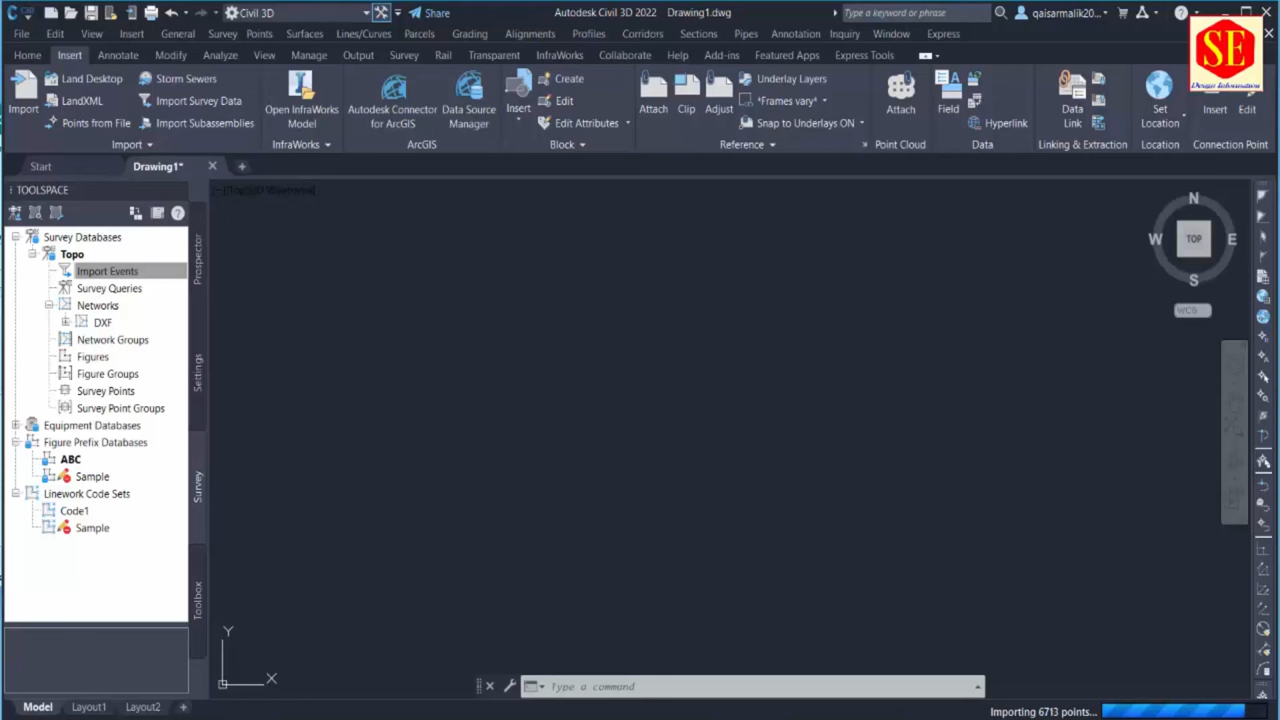 Civil 3D
Share
Autodesk Civil 3D 2022 Drawing1.dwg
Type a keyword or phrase
qaisarmalik20...
File Edit View Insert General Survey Points Surfaces Lines/Curves Parcels Grading Alignments Profiles Corridors Sections Pipes Annotation Inquiry Window Express
Home Insert Annotate Modify Analyze View Manage Output Survey Rail Transparent InfraWorks Collaborate Help Add-ins Featured Apps Express Tools
Import
Land Desktop
LandXML
Points from File
Storm Sewers
Import Survey Data
Import Subassemblies
Open InfraWorks
Model
Autodesk Connector
for ArcGIS
Data Source
Manager
Insert
Create
Edit
Edit Attributes
Attach
Clip
Adjust
Underlay Layers
*Frames vary*
Snap to Underlays ON
Attach
Field
Hyperlink
Data
Link
Set
Location
Insert
Edit
SE
Design Information
Import InfraWorks ArcGIS Block Reference Point Cloud Data Linking & Extraction Location Connection Point
Start
Drawing1*
TOOLSPACE
Survey Databases
Topo
Import Events
Survey Queries
Networks
DXF
Network Groups
Figures
Figure Groups
Survey Points
Survey Point Groups
Equipment Databases
Figure Prefix Databases
ABC
Sample
Linework Code Sets
Code1
Sample
Prospector
Settings
Survey
Toolbox
[−][Top][2D Wireframe]
N
W
TOP
E
S
WCS
Y
X
Type a command
Model
Layout1
Layout2
Importing 6713 points...